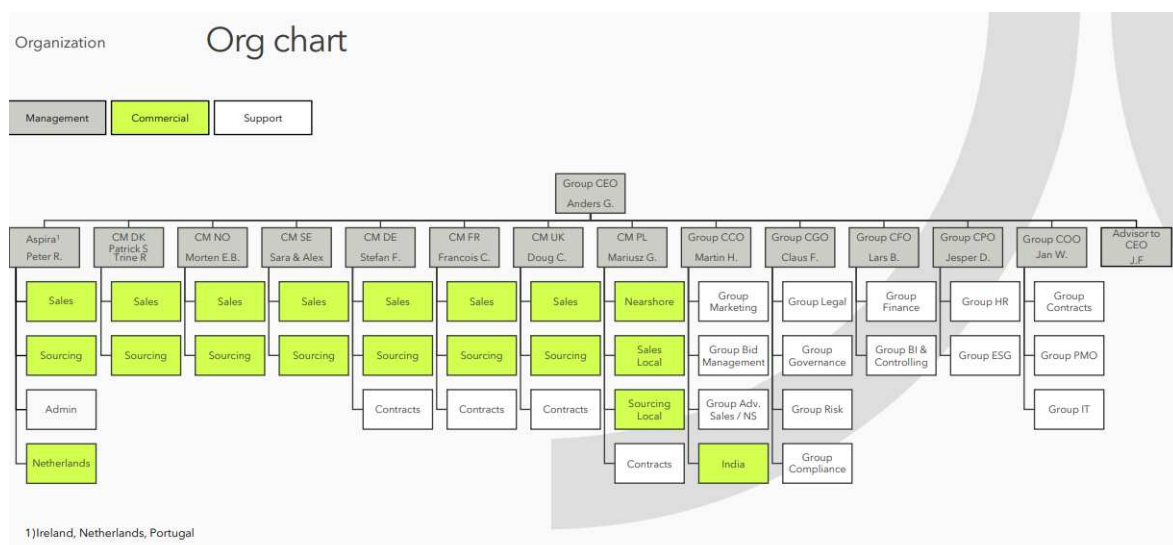 Organization
Org chart
Management
Commercial
Support
Group CEO
Anders G.
Aspira¹
Peter R.
CM DK
Patrick S
Trine R
CM NO
Morten E.B.
CM SE
Sara & Alex
CM DE
Stefan F.
CM FR
Francois C.
CM UK
Doug C.
CM PL
Mariusz G.
Group CCO
Martin H.
Group CGO
Claus F.
Group CFO
Lars B.
Group CPO
Jesper D.
Group COO
Jan W.
Advisor to
CEO
J.F
Sales
Sales
Sales
Sales
Sales
Sales
Sales
Nearshore
Group
Marketing
Group Legal
Group
Finance
Group HR
Group
Contracts
Sourcing
Sourcing
Sourcing
Sourcing
Sourcing
Sourcing
Sourcing
Sales
Local
Group Bid
Management
Group
Governance
Group BI &
Controlling
Group ESG
Group PMO
Admin
Contracts
Contracts
Contracts
Sourcing
Local
Group Adv.
Sales / NS
Group Risk
Group IT
Netherlands
Contracts
India
Group
Compliance
1)Ireland, Netherlands, Portugal